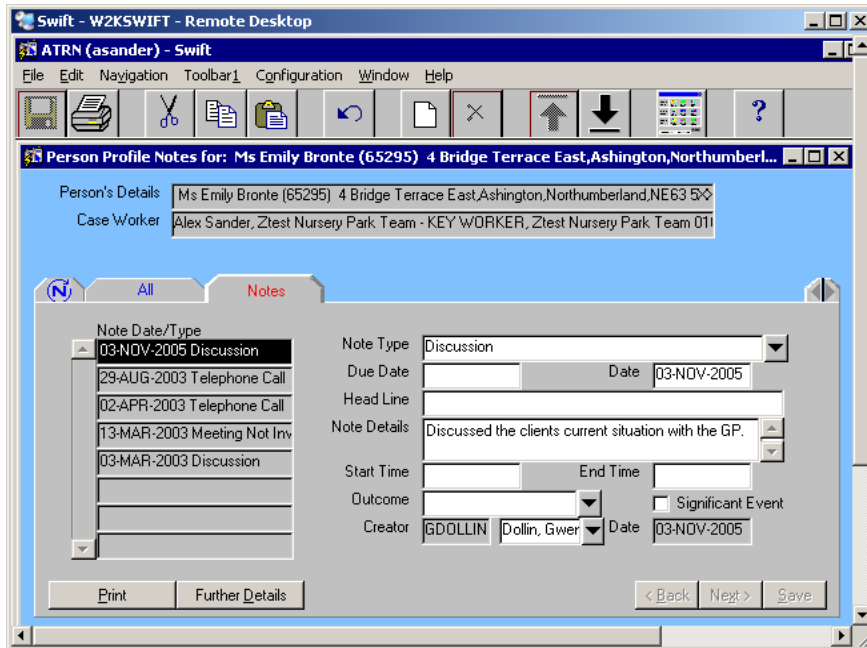 Swift - W2KSWIFT - Remote Desktop
ATRN (asander) - Swift
File Edit Navigation Toolbar1 Configuration Window Help
Person Profile Notes for: Ms Emily Bronte (65295) 4 Bridge Terrace East,Ashington,Northumberl...
Person's Details Ms Emily Bronte (65295) 4 Bridge Terrace East,Ashington,Northumberland,NE63
Case Worker Alex Sander, Ztest Nursery Park Team - KEY WORKER, Ztest Nursery Park Team
N All Notes
Note Date/Type
03-NOV-2005 Discussion
29-AUG-2003 Telephone Call
02-APR-2003 Telephone Call
13-MAR-2003 Meeting Not Inv
03-MAR-2003 Discussion
Note Type Discussion
Due Date Date 03-NOV-2005
Head Line
Note Details Discussed the clients current situation with the GP.
Start Time End Time
Outcome Significant Event
Creator GDOLLIN Dollin, Gwer Date 03-NOV-2005
Print Further Details < Back Next > Save